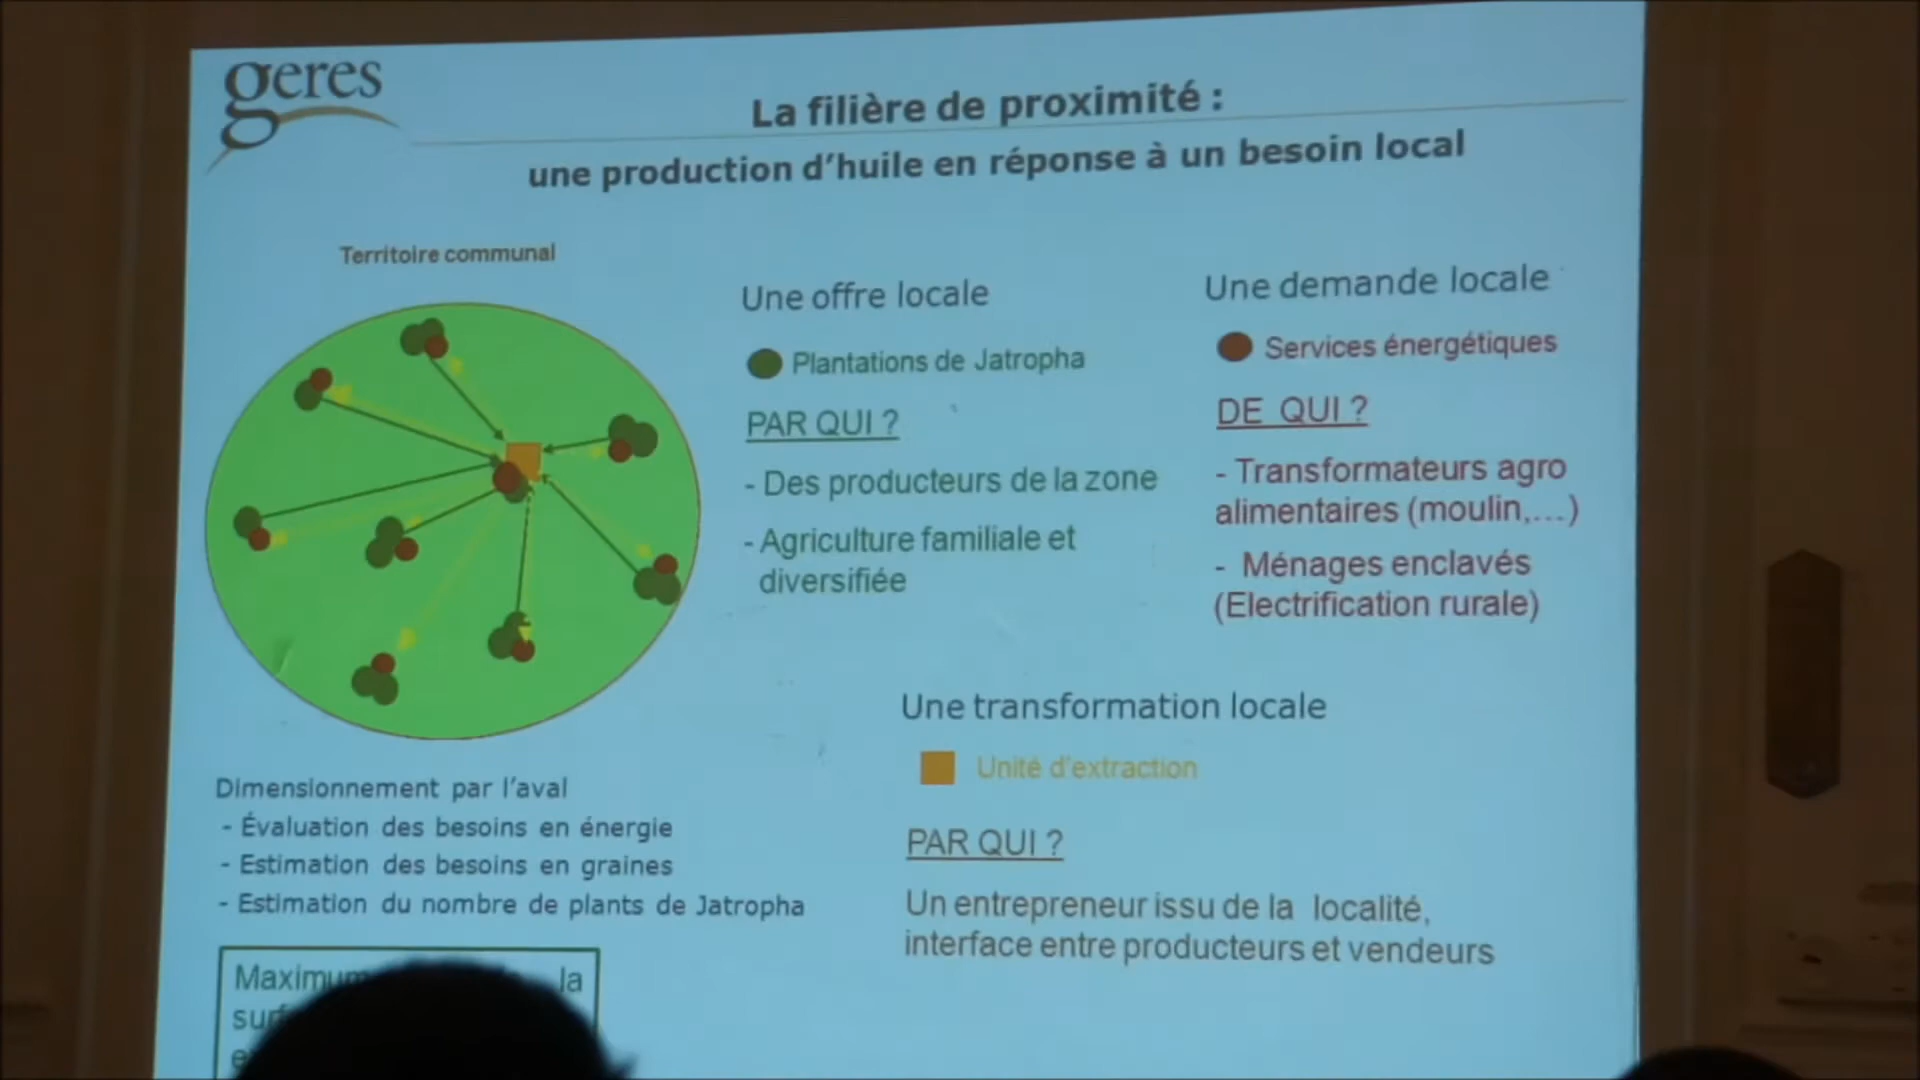 geres
La filière de proximité :
une production d'huile en réponse à un besoin local
Territoire communal
Une offre locale
Plantations de Jatropha
PAR QUI ?
- Des producteurs de la zone
- Agriculture familiale et
diversifiée
Une demande locale
Services énergétiques
DE QUI ?
- Transformateurs agro
alimentaires (moulin,...)
- Ménages enclavés
(Electrification rurale)
Une transformation locale
Unité d'extraction
PAR QUI ?
Un entrepreneur issu de la localité,
interface entre producteurs et vendeurs
Dimensionnement par l'aval
- Évaluation des besoins en énergie
- Estimation des besoins en graines
- Estimation du nombre de plants de Jatropha
la